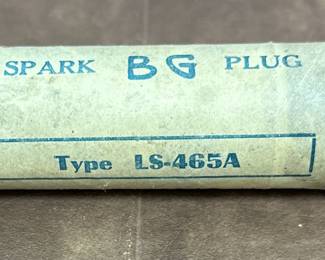 SPARK BG PLUG
Type LS-465A